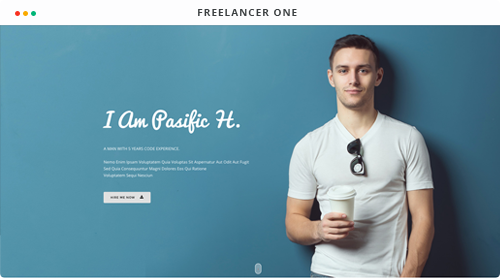 FREELANCER ONE
I Am Pasific H.
A MAN WITH 5 YEARS CODE EXPERIENCE
Nemo Enim Ipsam Voluptatem Quia Voluptas Sit Aspernatur Aut Odit Aut Fugit
Sed Quia Consequuntur Magni Dolores Eos Qui Ratione
Voluptatem Sequi Nesciun
HIRE ME NOW